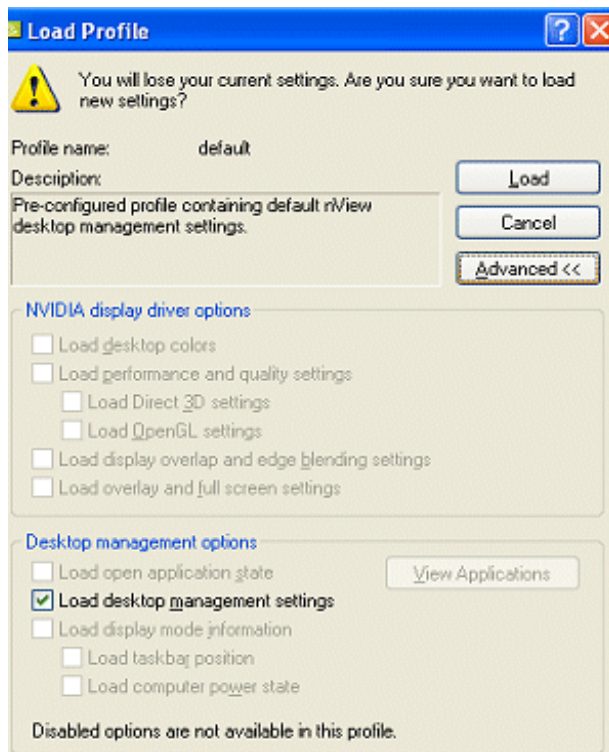 Load Profile
You will lose your current settings. Are you sure you want to load
new settings?
Profile name: default
Description:
Pre-configured profile containing default nView
desktop management settings.
Load
Cancel
Advanced <<
NVIDIA display driver options
Load desktop colors
Load performance and quality settings
Load Direct 3D settings
Load OpenGL settings
Load display overlap and edge blending settings
Load overlay and full screen settings
Desktop management options
Load open application state
View Applications
Load desktop management settings
Load display mode information
Load taskbar position
Load computer power state
Disabled options are not available in this profile.